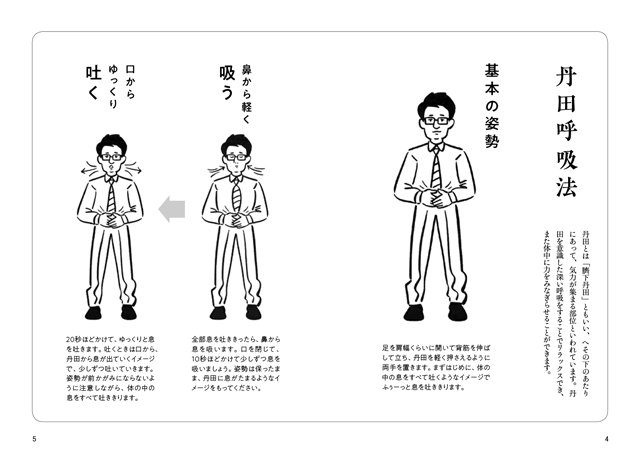 丹田呼吸法
丹田とは「臍下丹田」ともいい、へその下のあたり
にあって、気力が集まる部位といわれています。丹
田を意識した深い呼吸をすることでリラックスでき、
また体中に力をみなぎらせることができます。
基本の姿勢
足を肩幅くらいに開いて背筋を伸ば
して立ち、丹田を軽く押さえるように
両手を置きます。まずはじめに、体の
中の息をすべて吐くようなイメージで
ふぅーっと息を吐ききります。
鼻から軽く
吸う
全部息を吐ききったら、鼻から
息を吸います。口を閉じて、
10秒ほどかけて少しずつ息を
吸いましょう。姿勢は保ったま
ま、丹田に息がたまるようなイ
メージをもってください。
口から
ゆっくり
吐く
20秒ほどかけて、ゆっくりと息
を吐きます。吐くときは口から、
丹田から息が出ていくイメージ
で、少しずつ吐いていきます。
姿勢が前かがみにならないよ
うに注意しながら、体の中の
息をすべて吐ききります。
5
4